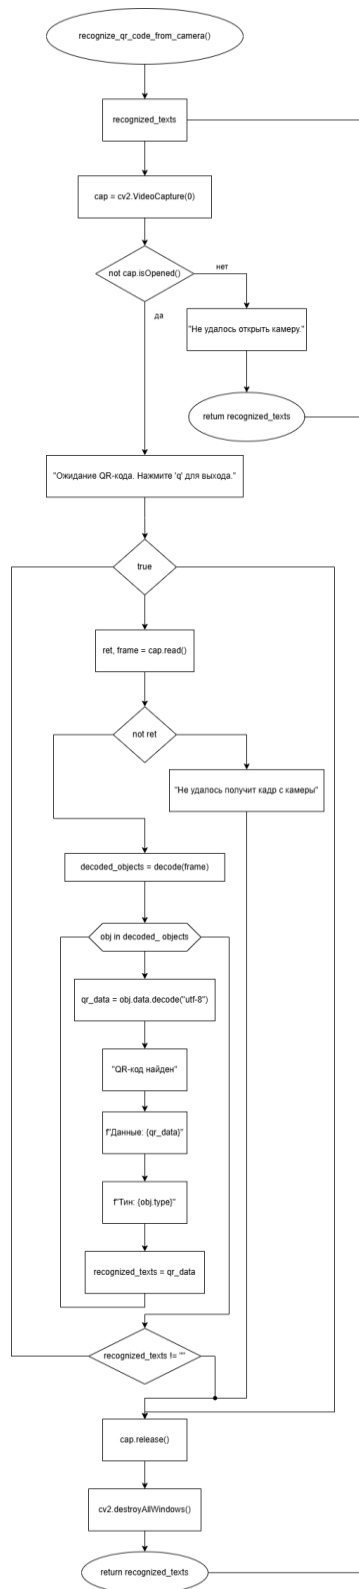 recognize_qr_code_from_camera()
recognized_texts
cap = cv2.VideoCapture(0)
not cap.isOpened()
нет
да
"Не удалось открыть камеру."
return recognized_texts
"Ожидание QR-кода. Нажмите 'q' для выхода."
true
ret, frame = cap.read()
not ret
"Не удалось получит кадр с камеры"
decoded_objects = decode(frame)
obj in decoded_ objects
qr_data = obj.data.decode("utf-8")
"QR-код найден"
f"Данные: {qr_data}"
f"Тип: {obj.type}"
recognized_texts = qr_data
recognized_texts != ""
cap.release()
cv2.destroyAllWindows()
return recognized_texts